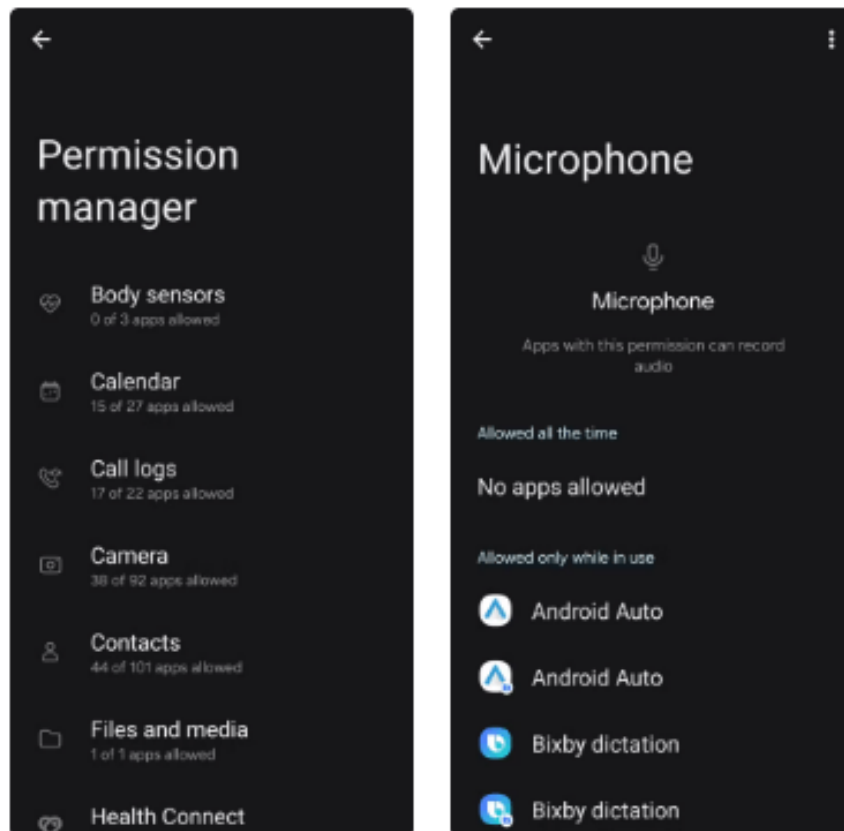 Permission
manager
Body sensors
0 of 3 apps allowed
Calendar
15 of 27 apps allowed
Call logs
17 of 22 apps allowed
Camera
38 of 92 apps allowed
Contacts
44 of 101 apps allowed
Files and media
1 of 1 apps allowed
Health Connect
Microphone
Microphone
Apps with this permission can record
audio
Allowed all the time
No apps allowed
Allowed only while in use
Android Auto
Android Auto
Bixby dictation
Bixby dictation